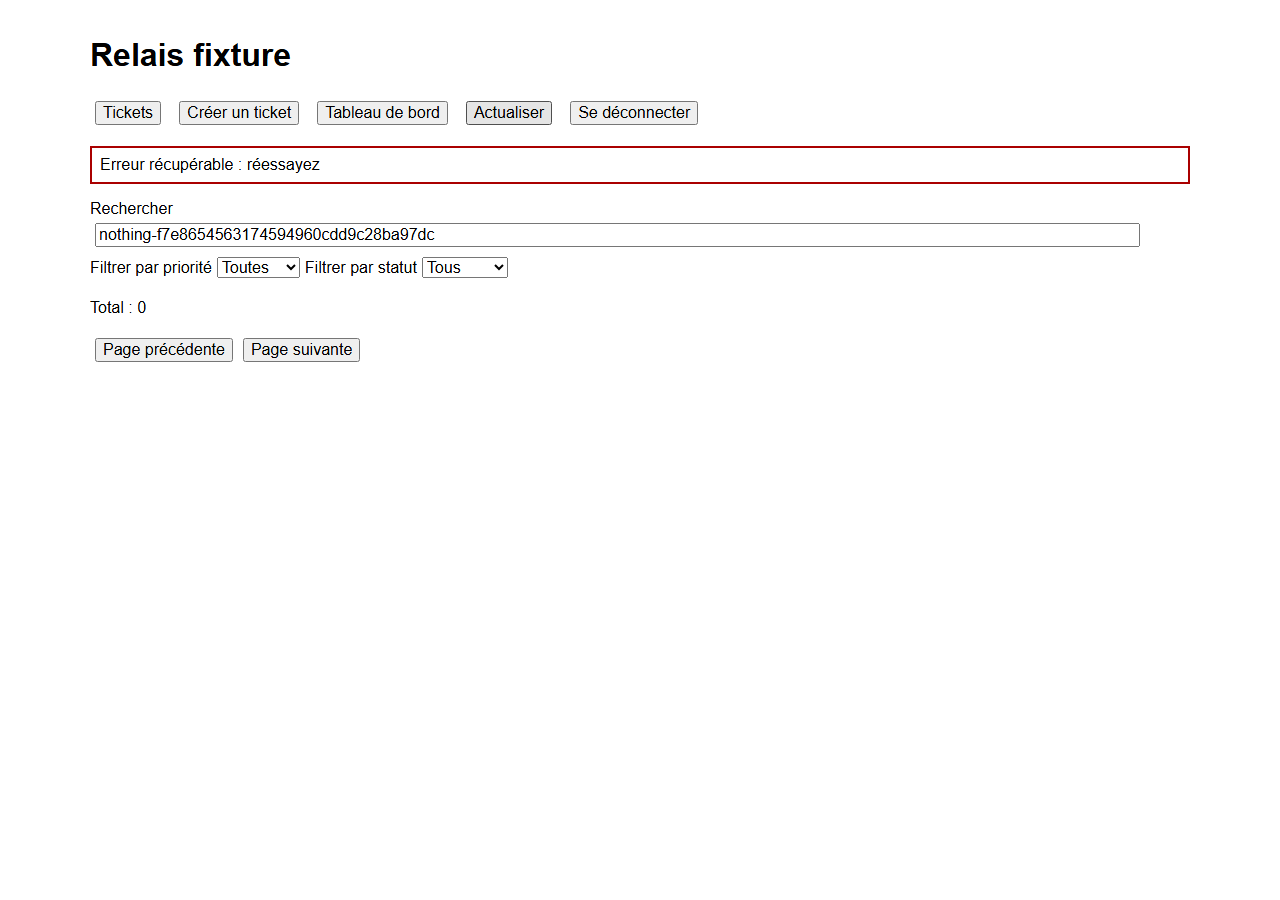 Relais fixture
Tickets Créer un ticket Tableau de bord Actualiser Se déconnecter
Erreur récupérable : réessayez
Rechercher
nothing-f7e8654563174594960cdd9c28ba97dc
Filtrer par priorité Toutes Filtrer par statut Tous
Total : 0
Page précédente Page suivante